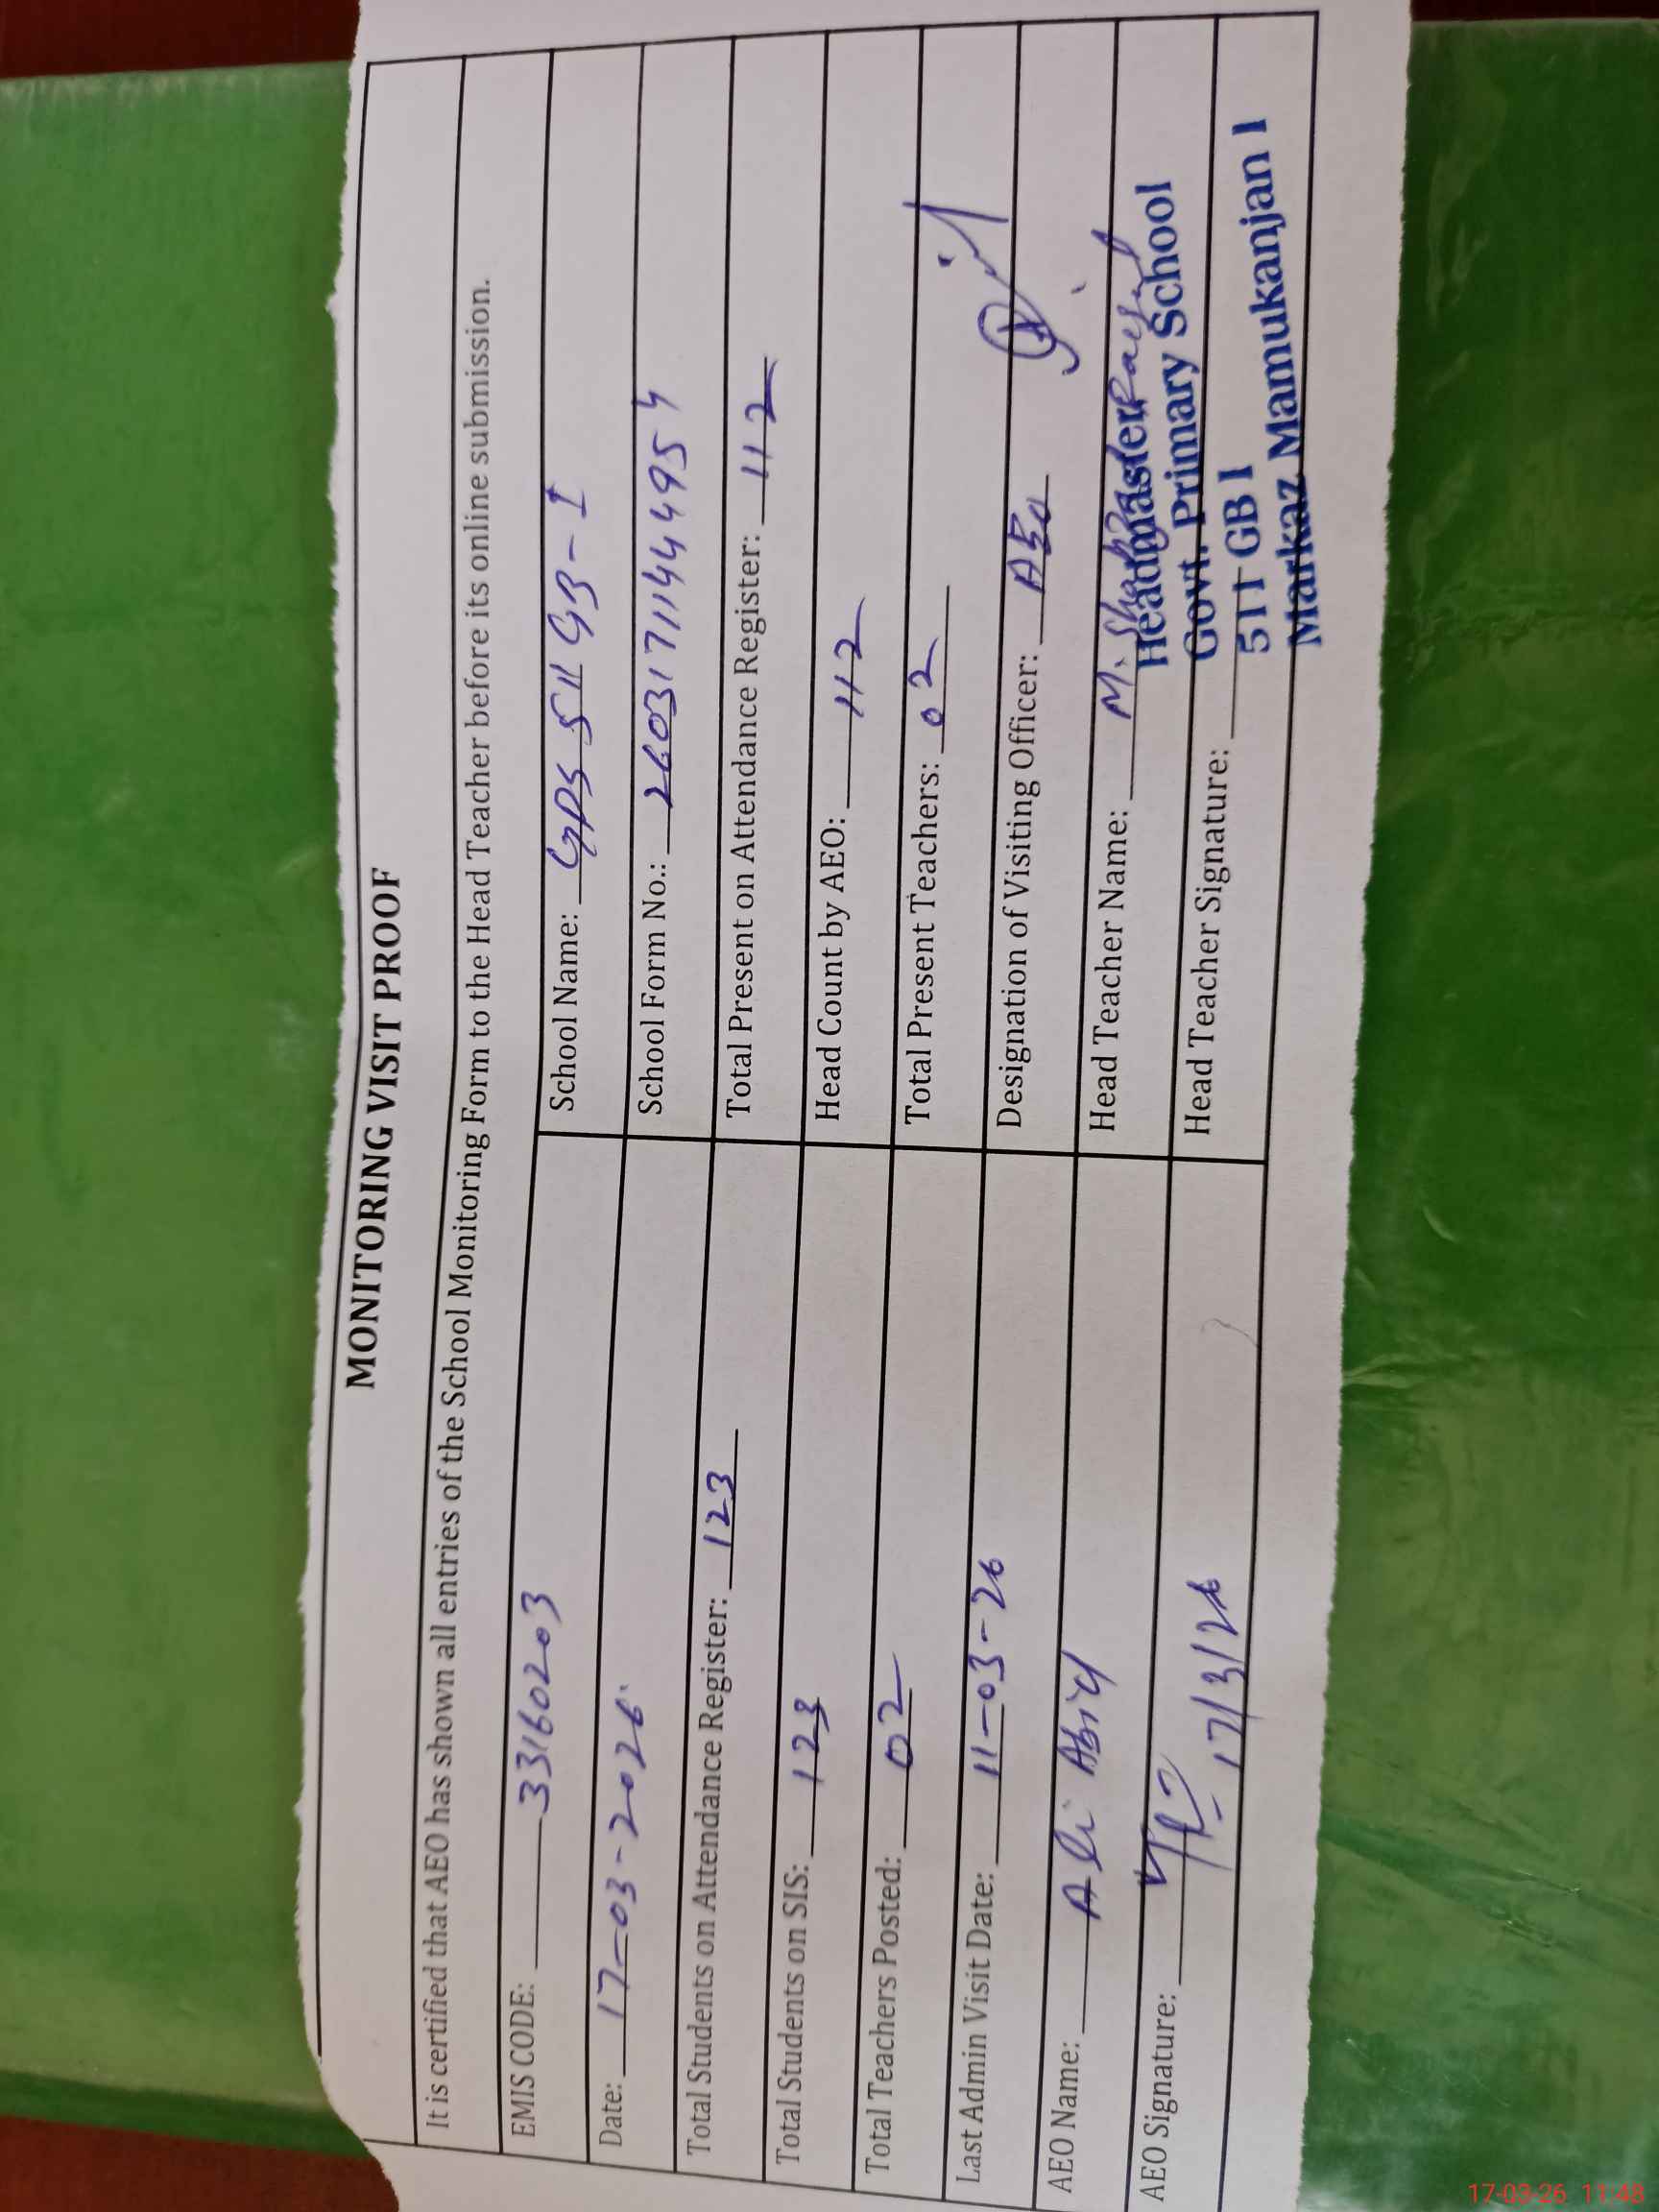 MONITORING VISIT PROOF
It is certified that AEO has shown all entries of the School Monitoring Form to the Head Teacher before its online submission.
EMIS CODE: 33160203
School Name: GPS 511 GB-I
Date: 17-03-2026
School Form No.: 26031711444954
Total Students on Attendance Register: 123
Total Present on Attendance Register: 112
Total Students on SIS: 123
Head Count by AEO: 112
Total Teachers Posted: 02
Total Present Teachers: 02
Last Admin Visit Date: 11-03-26
Designation of Visiting Officer: AEO
AEO Name: Ali Abid
Head Teacher Name: M.
AEO Signature: 17/3/26
Head Teacher Signature:
Headmaster
Govt. Primary School
511 GB I
Markaz Mamukanjan I
17-03-26 11:48